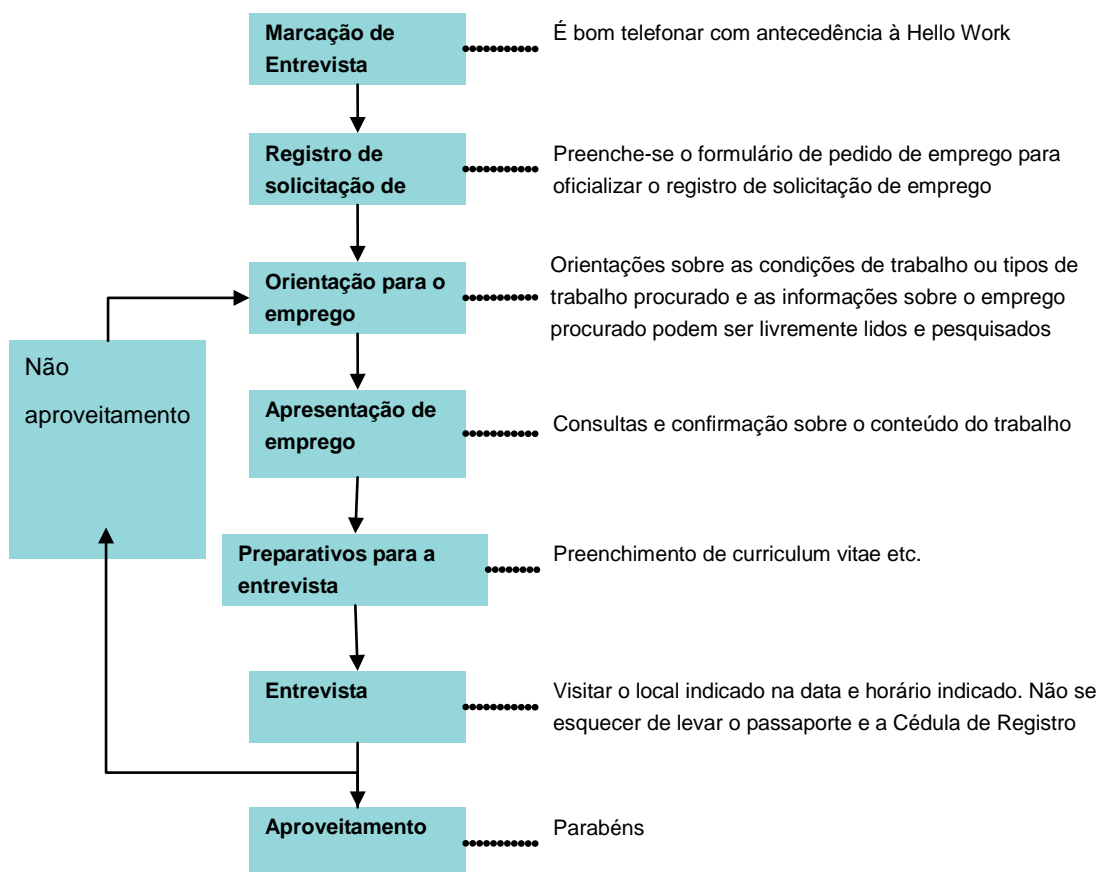 Marcação de
Entrevista
É bom telefonar com antecedência à Hello Work
Registro de
solicitação de
Preenche-se o formulário de pedido de emprego para
oficializar o registro de solicitação de emprego
Orientação para o
emprego
Orientações sobre as condições de trabalho ou tipos de
trabalho procurado e as informações sobre o emprego
procurado podem ser livremente lidos e pesquisados
Não
aproveitamento
Apresentação de
emprego
Consultas e confirmação sobre o conteúdo do trabalho
Preparativos para a
entrevista
Preenchimento de curriculum vitae etc.
Entrevista
Visitar o local indicado na data e horário indicado. Não se
esquecer de levar o passaporte e a Cédula de Registro
Aproveitamento
Parabéns